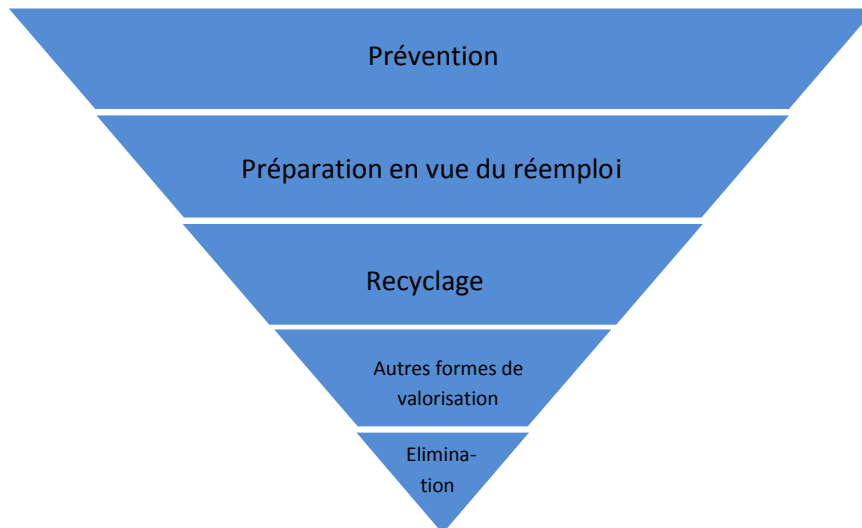 Prévention
Préparation en vue du réemploi
Recyclage
Autres formes de
valorisation
Elimina-
tion